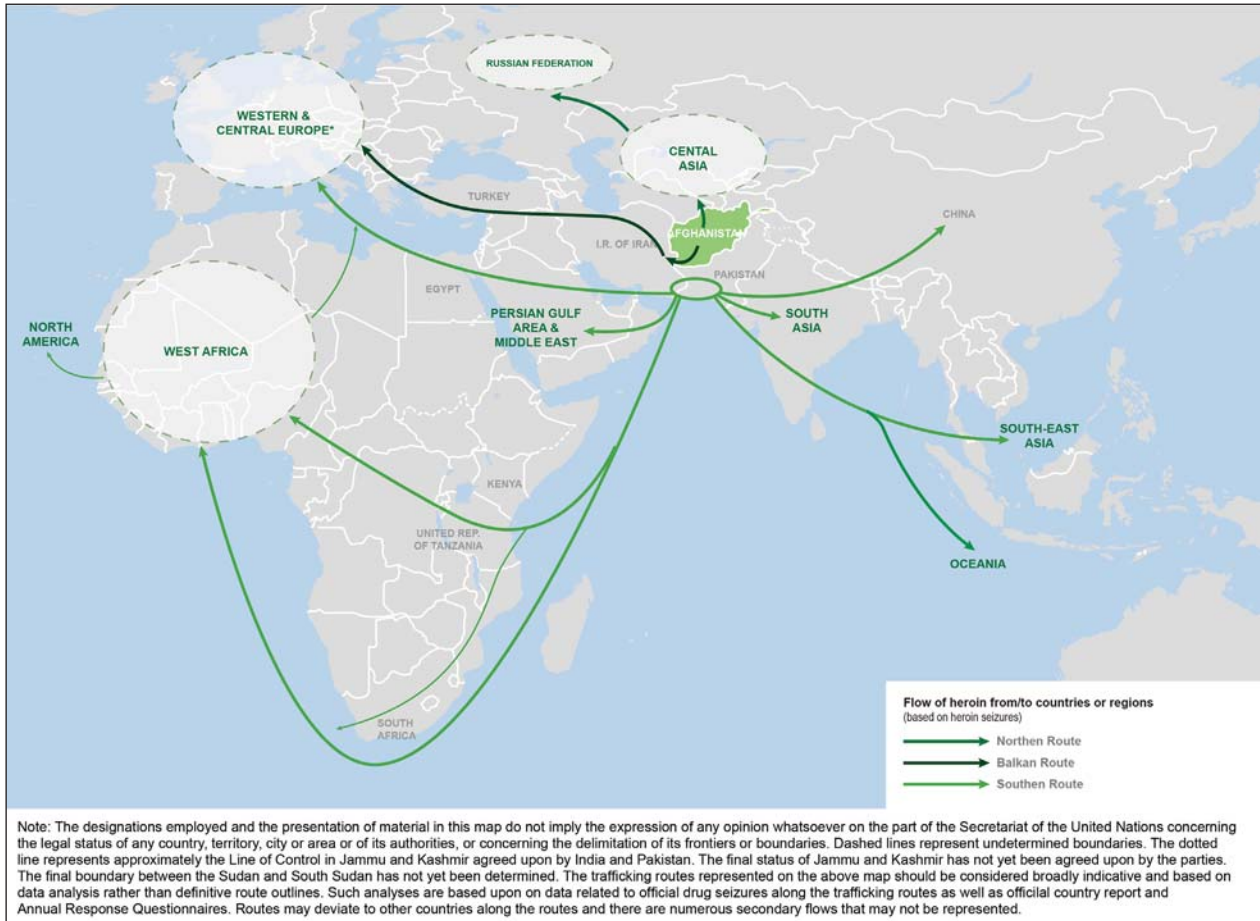 RUSSIAN FEDERATION
WESTERN &
CENTRAL EUROPE*
CENTAL
ASIA
TURKEY
CHINA
AFGHANISTAN
I.R. OF IRAN
PAKISTAN
EGYPT
PERSIAN GULF
AREA &
MIDDLE EAST
SOUTH
ASIA
NORTH
AMERICA
WEST AFRICA
SOUTH-EAST
ASIA
KENYA
UNITED REP.
OF TANZANIA
OCEANIA
SOUTH
AFRICA
Flow of heroin from/to countries or regions
(based on heroin seizures)
Northen Route
Balkan Route
Southen Route
Note: The designations employed and the presentation of material in this map do not imply the expression of any opinion whatsoever on the part of the Secretariat of the United Nations concerning
the legal status of any country, territory, city or area or of its authorities, or concerning the delimitation of its frontiers or boundaries. Dashed lines represent undetermined boundaries. The dotted
line represents approximately the Line of Control in Jammu and Kashmir agreed upon by India and Pakistan. The final status of Jammu and Kashmir has not yet been agreed upon by the parties.
The final boundary between the Sudan and South Sudan has not yet been determined. The trafficking routes represented on the above map should be considered broadly indicative and based on
data analysis rather than definitive route outlines. Such analyses are based upon on data related to official drug seizures along the trafficking routes as well as officilal country report and
Annual Response Questionnaires. Routes may deviate to other countries along the routes and there are numerous secondary flows that may not be represented.